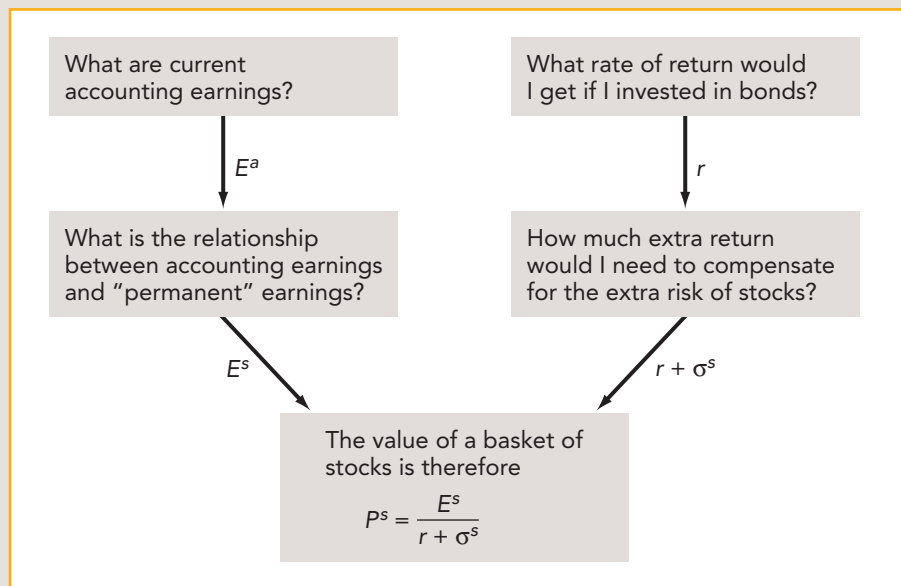 What are current
accounting earnings?
What rate of return would
I get if I invested in bonds?
Eᵃ
r
What is the relationship
between accounting earnings
and “permanent” earnings?
How much extra return
would I need to compensate
for the extra risk of stocks?
Eˢ
r + σˢ
The value of a basket of
stocks is therefore
Pˢ = Eˢ / r + σˢ